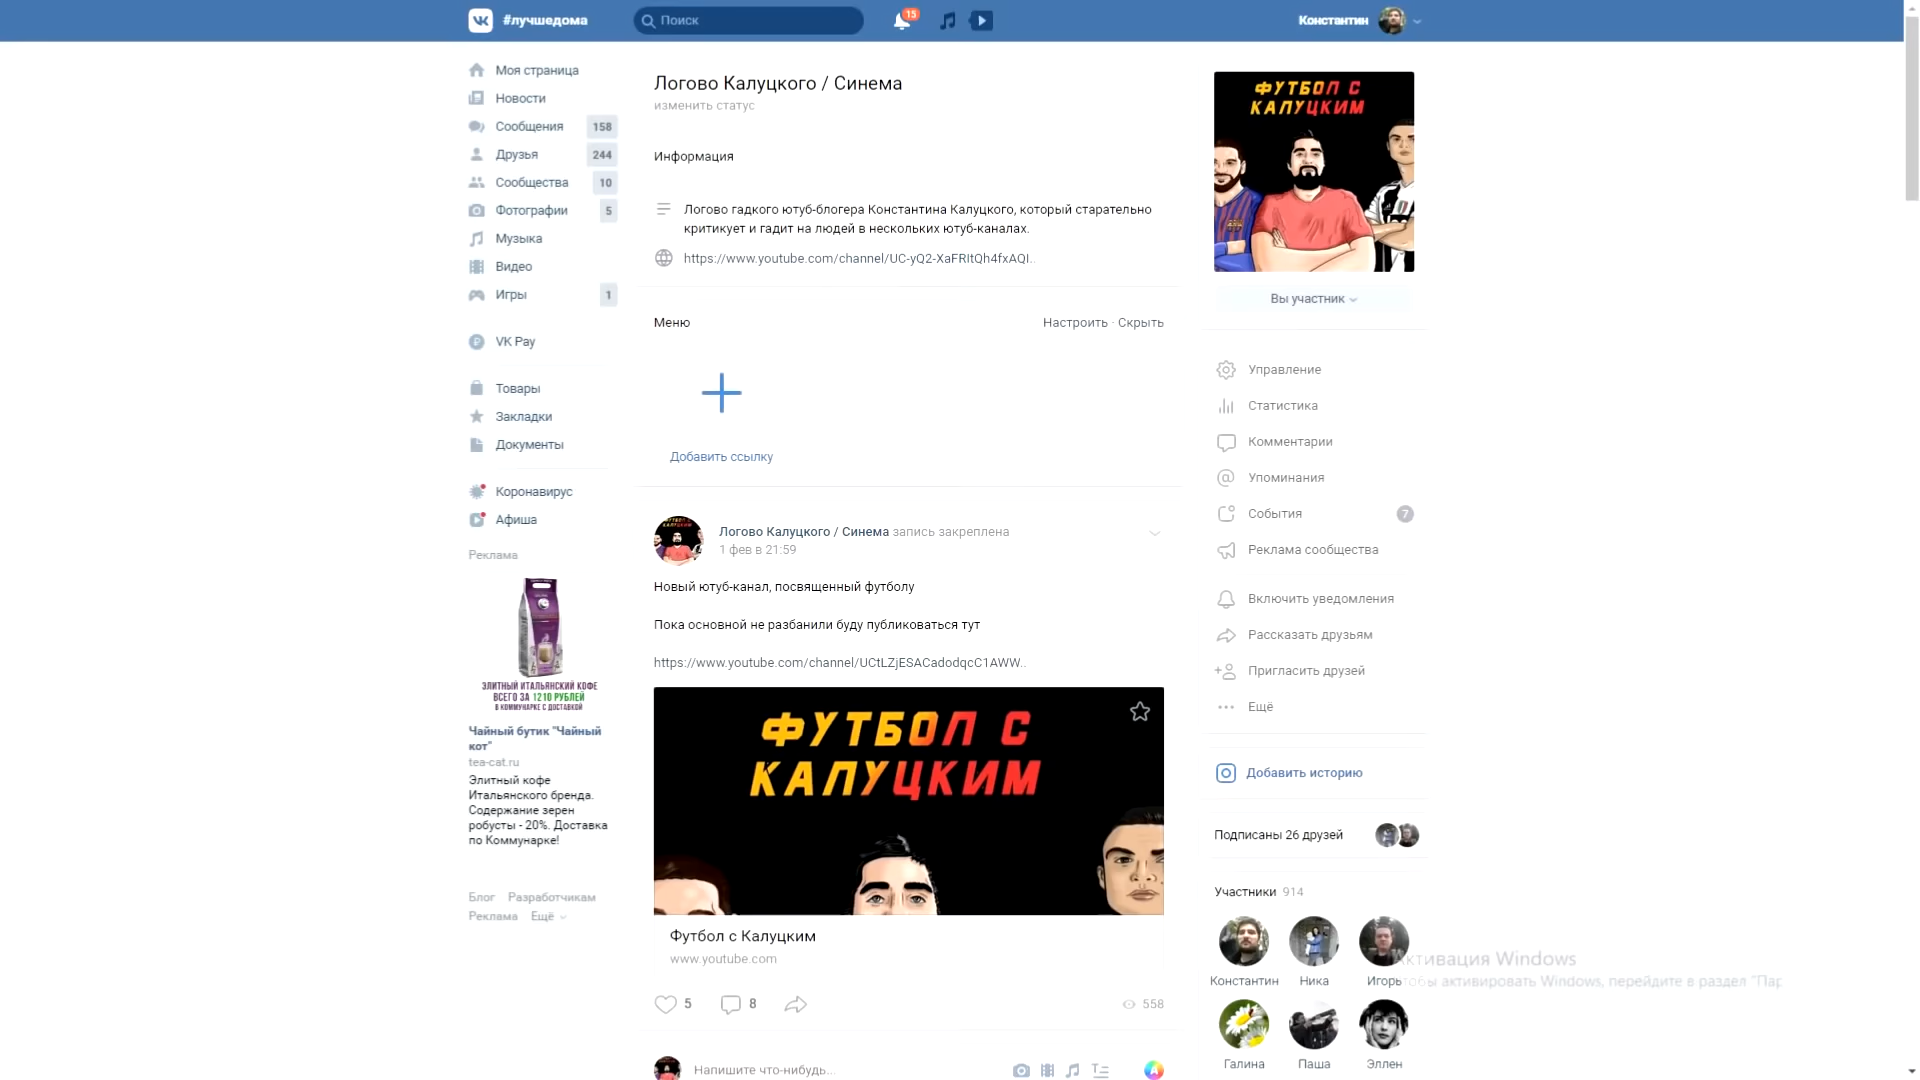 #лучшедома
Поиск
15
Константин
Моя страница
Новости
Сообщения 158
Друзья 244
Сообщества 10
Фотографии 5
Музыка
Видео
Игры 1
VK Pay
Товары
Закладки
Документы
Коронавирус
Афиша
Реклама
ЭЛИТНЫЙ ИТАЛЬЯНСКИЙ КОФЕ
ВСЕГО ЗА 1210 РУБЛЕЙ
В КОММУНАРКЕ С ДОСТАВКОЙ
Чайный бутик "Чайный
кот"
tea-cat.ru
Элитный кофе
Итальянского бренда.
Содержание зерен
робусты - 20%. Доставка
по Коммунарке!
Блог Разработчикам
Реклама Ещё
Логово Калуцкого / Синема
изменить статус
Информация
Логово гадкого ютуб-блогера Константина Калуцкого, который старательно
критикует и гадит на людей в нескольких ютуб-каналах.
https://www.youtube.com/channel/UC-yQ2-XaFRItQh4fxAQI..
Меню
Настроить · Скрыть
Добавить ссылку
Логово Калуцкого / Синема запись закреплена
1 фев в 21:59
Новый ютуб-канал, посвященный футболу
Пока основной не разбанили буду публиковаться тут
https://www.youtube.com/channel/UCtLZjESACadodqcC1AWW..
ФУТБОЛ С
КАЛУЦКИМ
Футбол с Калуцким
www.youtube.com
5 8 558
Напишите что-нибудь...
ФУТБОЛ С
КАЛУЦКИМ
Вы участник
Управление
Статистика
Комментарии
Упоминания
События 7
Реклама сообщества
Включить уведомления
Рассказать друзьям
Пригласить друзей
Ещё
Добавить историю
Подписаны 26 друзей
Участники 914
Константин Ника Игорь
Галина Паша Эллен
Активация Windows
Чтобы активировать Windows, перейдите в раздел "Пар